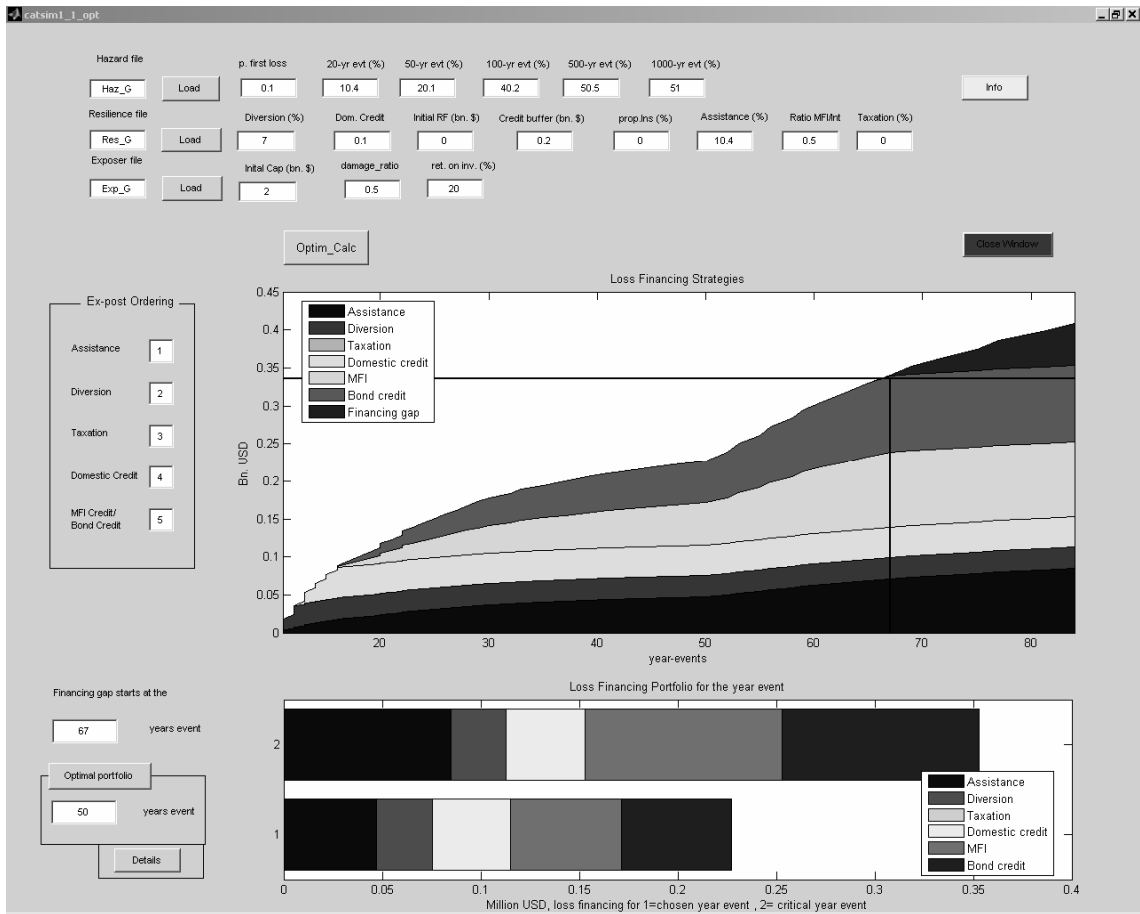 catsim1_1_opt
Hazard file
p. first loss 20-yr evt (%) 50-yr evt (%) 100-yr evt (%) 500-yr evt (%) 1000-yr evt (%)
Haz_G Load 0.1 10.4 20.1 40.2 50.5 51 Info
Resilience file Diversion (%) Dom. Credit Initial RF (bn. $) Credit buffer (bn. $) prop.Ins (%) Assistance (%) Ratio MFI/Int Taxation (%)
Res_G Load 7 0.1 0 0.2 0 10.4 0.5 0
Exposer file Inital Cap (bn. $) damage_ratio ret. on inv. (%)
Exp_G Load 2 0.5 20
Optim_Calc Close Window
Loss Financing Strategies
Ex-post Ordering
Assistance 1
Diversion 2
Taxation 3
Domestic Credit 4
MFI Credit/
Bond Credit 5
Bn. USD
0.45
0.4
0.35
0.3
0.25
0.2
0.15
0.1
0.05
0
Assistance
Diversion
Taxation
Domestic credit
MFI
Bond credit
Financing gap
20 30 40 50 60 70 80
year-events
Financing gap starts at the
67 years event
Optimal portfolio
50 years event
Details
Loss Financing Portfolio for the year event
2
1
Assistance
Diversion
Taxation
Domestic credit
MFI
Bond credit
0 0.05 0.1 0.15 0.2 0.25 0.3 0.35 0.4
Million USD, loss financing for 1=chosen year event , 2= critical year event